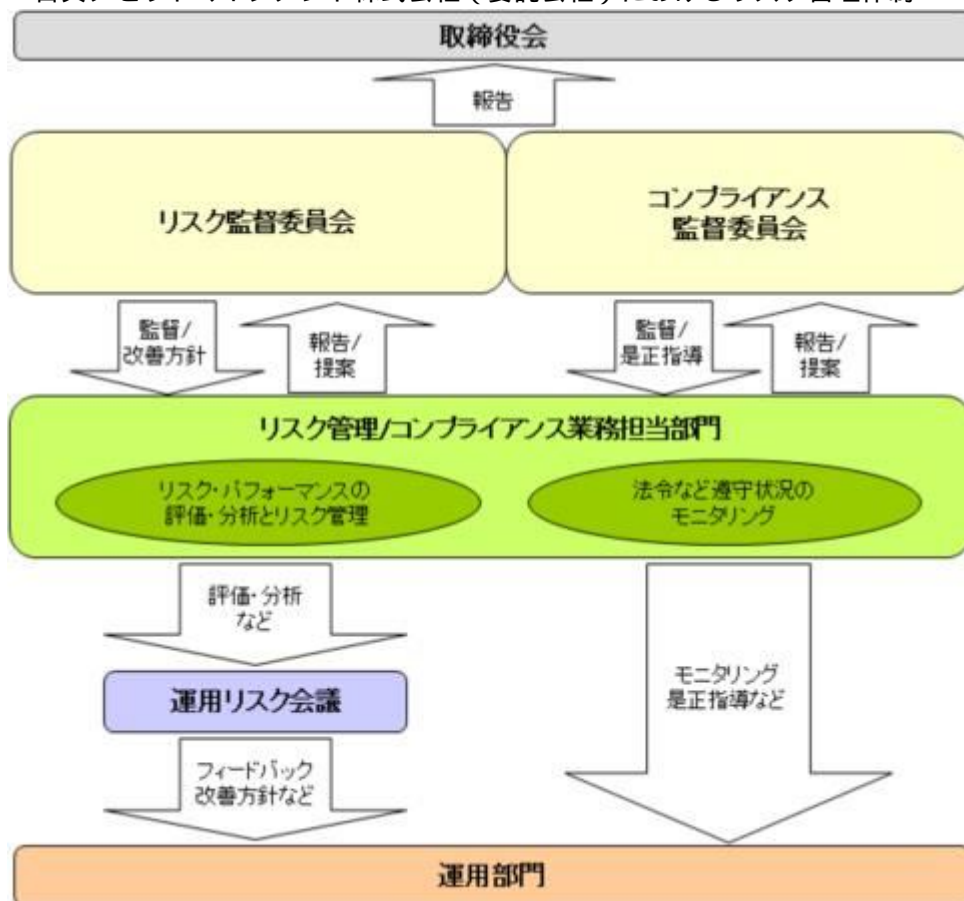 取締役会
報告
リスク監督委員会
コンプライアンス
監督委員会
監督/
改善方針
報告/
提案
監督/
是正指導
報告/
提案
リスク管理/コンプライアンス業務担当部門
リスク・パフォーマンスの
評価・分析とリスク管理
法令など遵守状況の
モニタリング
評価・分析
など
運用リスク会議
モニタリング
是正指導など
フィードバック
改善方針など
運用部門